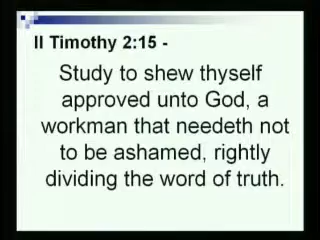 II Timothy 2:15 -
Study to shew thyself
approved unto God, a
workman that needeth not
to be ashamed, rightly
dividing the word of truth.